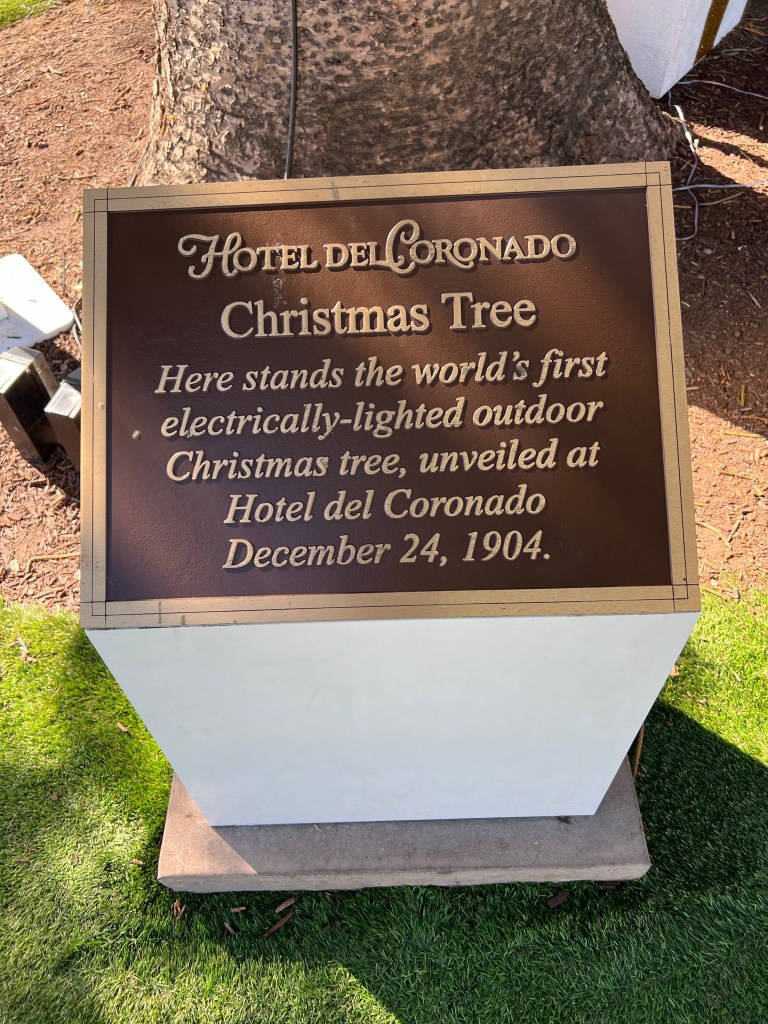 HOTEL DEL CORONADO
Christmas Tree
Here stands the world's first
electrically-lighted outdoor
Christmas tree, unveiled at
Hotel del Coronado
December 24, 1904.